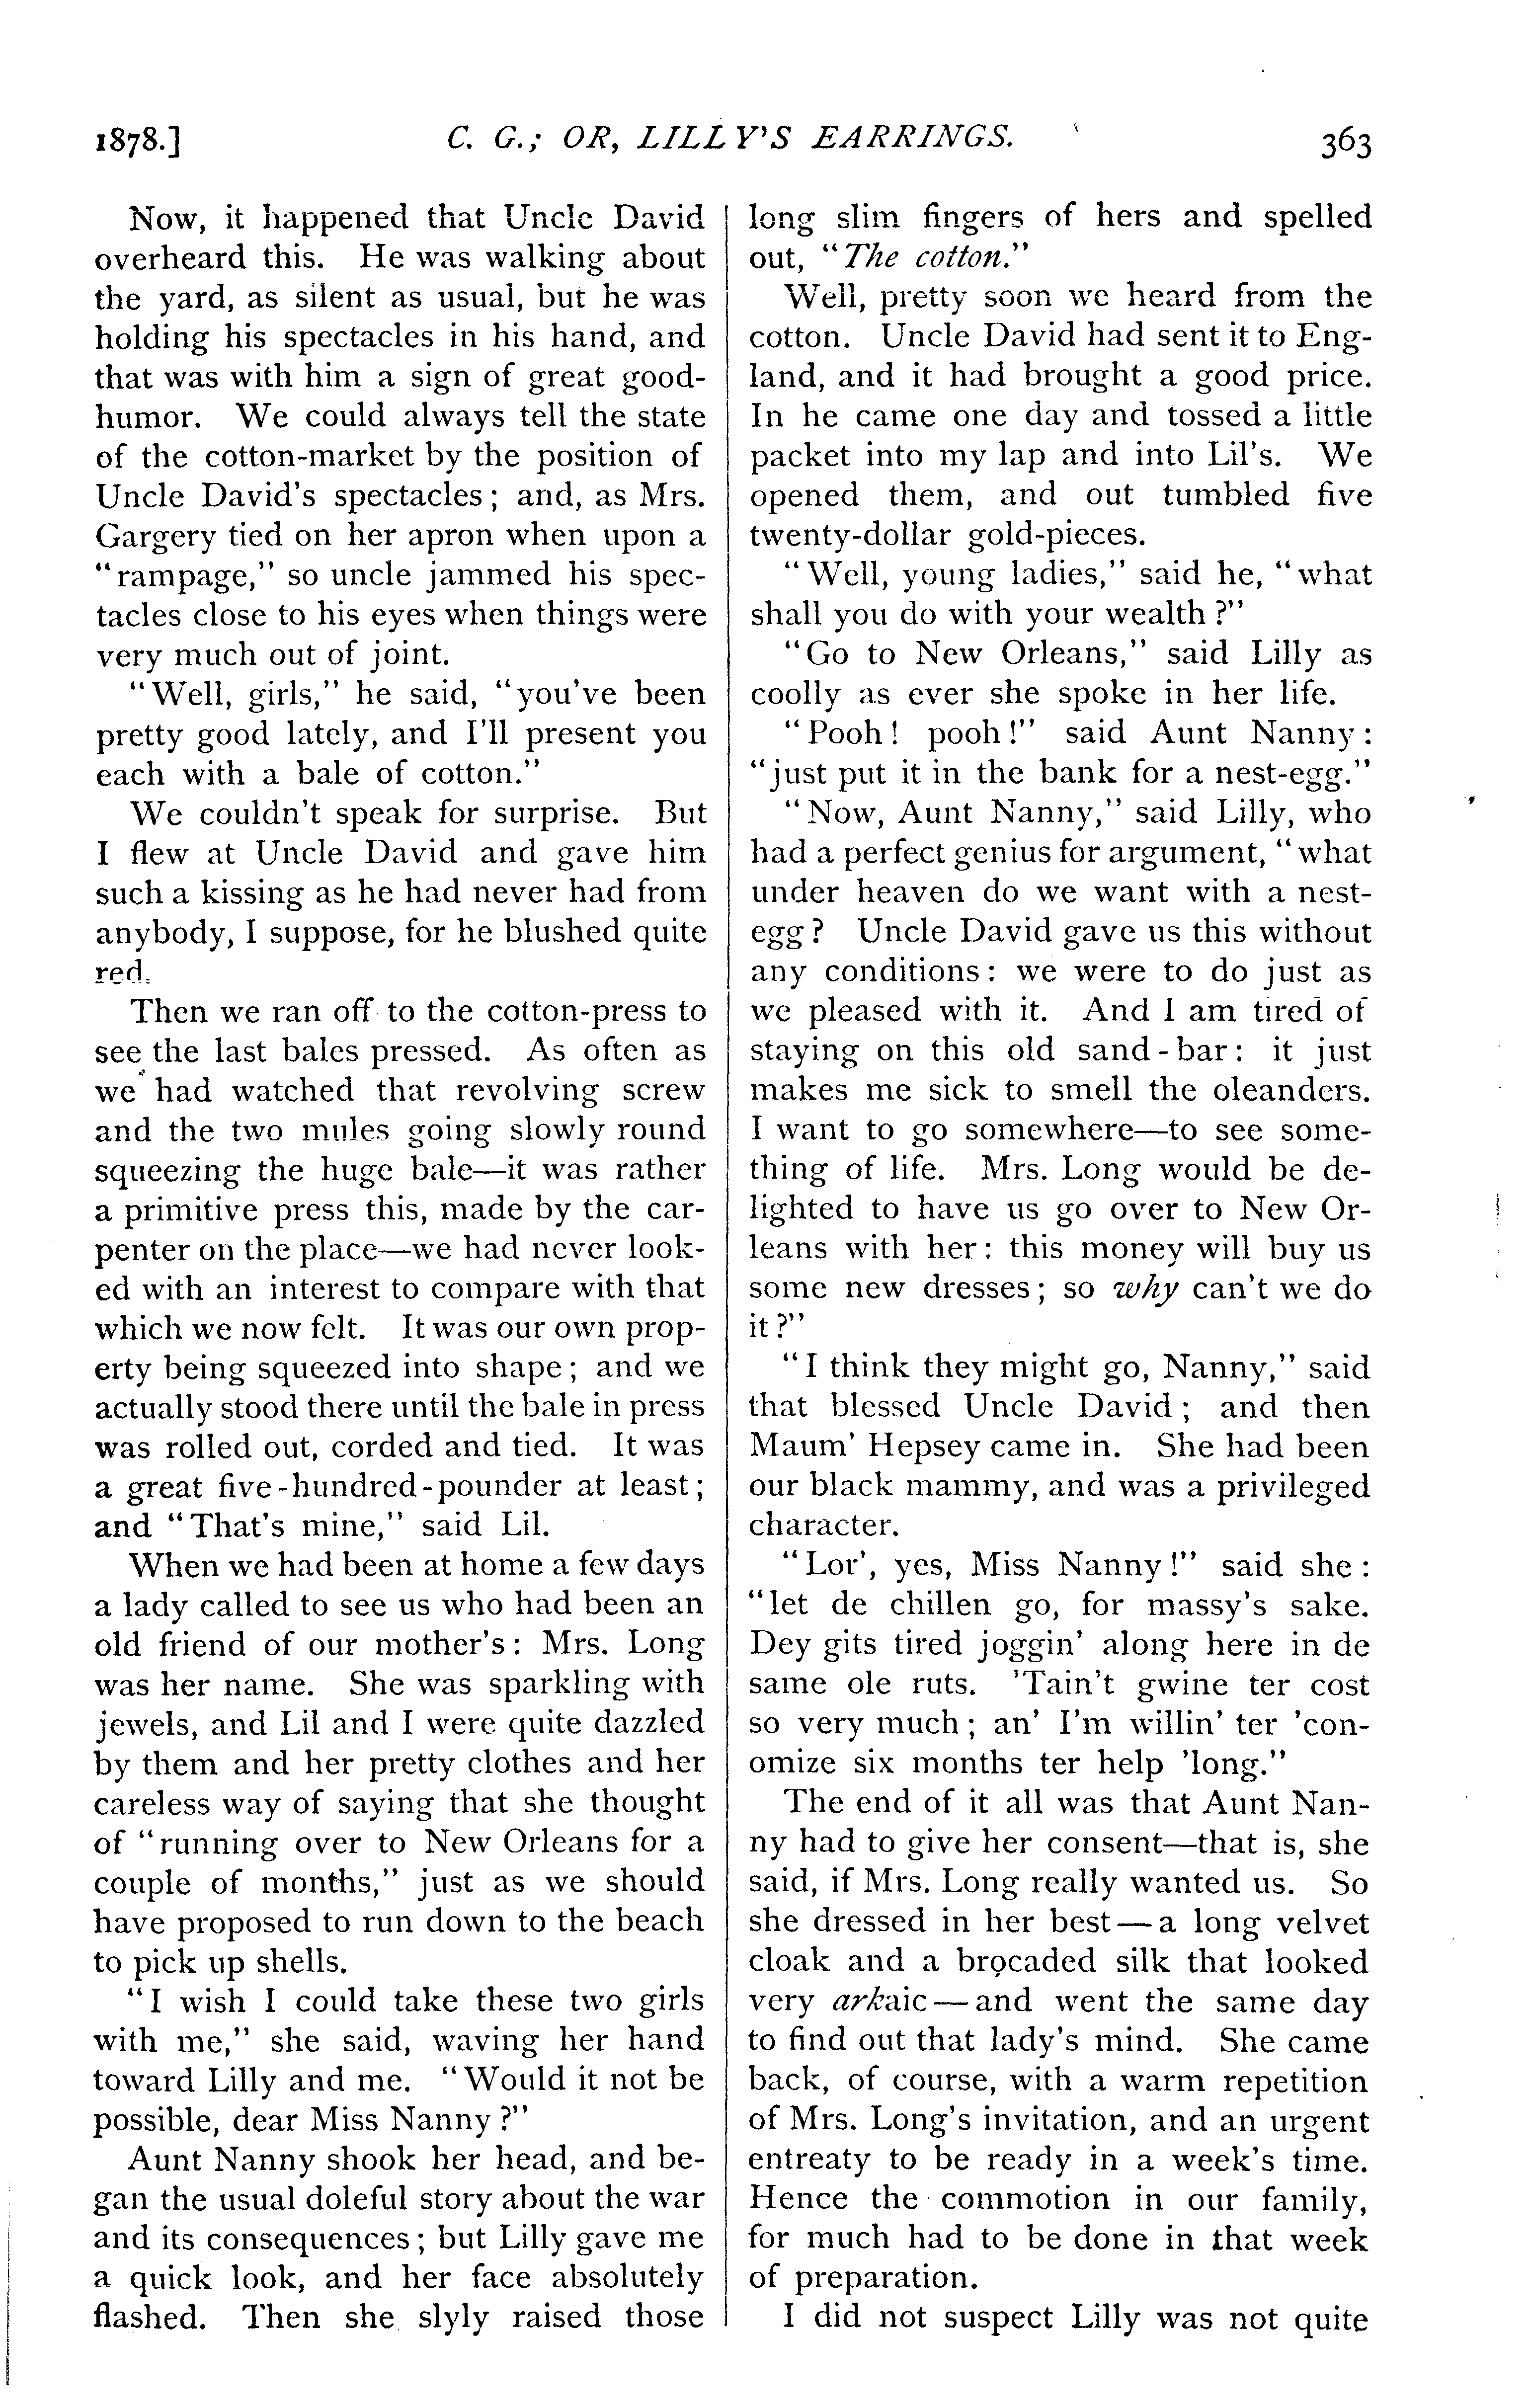 1878.] C. G.; OR, LILLY'S EARRINGS. 363
Now, it happened that Uncle David
overheard this. He was walking about
the yard, as silent as usual, but he was
holding his spectacles in his hand, and
that was with him a sign of great good-
humor. We could always tell the state
of the cotton-market by the position of
Uncle David's spectacles; and, as Mrs.
Gargery tied on her apron when upon a
"rampage," so uncle jammed his spec-
tacles close to his eyes when things were
very much out of joint.
"Well, girls," he said, "you've been
pretty good lately, and I'll present you
each with a bale of cotton."
We couldn't speak for surprise. But
I flew at Uncle David and gave him
such a kissing as he had never had from
anybody, I suppose, for he blushed quite
red.
Then we ran off to the cotton-press to
see the last bales pressed. As often as
we had watched that revolving screw
and the two mules going slowly round
squeezing the huge bale—it was rather
a primitive press this, made by the car-
penter on the place—we had never look-
ed with an interest to compare with that
which we now felt. It was our own prop-
erty being squeezed into shape; and we
actually stood there until the bale in press
was rolled out, corded and tied. It was
a great five-hundred-pounder at least;
and "That's mine," said Lil.
When we had been at home a few days
a lady called to see us who had been an
old friend of our mother's: Mrs. Long
was her name. She was sparkling with
jewels, and Lil and I were quite dazzled
by them and her pretty clothes and her
careless way of saying that she thought
of "running over to New Orleans for a
couple of months," just as we should
have proposed to run down to the beach
to pick up shells.
"I wish I could take these two girls
with me," she said, waving her hand
toward Lilly and me. "Would it not be
possible, dear Miss Nanny?"
Aunt Nanny shook her head, and be-
gan the usual doleful story about the war
and its consequences; but Lilly gave me
a quick look, and her face absolutely
flashed. Then she slyly raised those
long slim fingers of hers and spelled
out, "The cotton."
Well, pretty soon we heard from the
cotton. Uncle David had sent it to Eng-
land, and it had brought a good price.
In he came one day and tossed a little
packet into my lap and into Lil's. We
opened them, and out tumbled five
twenty-dollar gold-pieces.
"Well, young ladies," said he, "what
shall you do with your wealth?"
"Go to New Orleans," said Lilly as
coolly as ever she spoke in her life.
"Pooh! pooh!" said Aunt Nanny:
"just put it in the bank for a nest-egg."
"Now, Aunt Nanny," said Lilly, who
had a perfect genius for argument, "what
under heaven do we want with a nest-
egg? Uncle David gave us this without
any conditions: we were to do just as
we pleased with it. And I am tired of
staying on this old sand-bar: it just
makes me sick to smell the oleanders.
I want to go somewhere—to see some-
thing of life. Mrs. Long would be de-
lighted to have us go over to New Or-
leans with her: this money will buy us
some new dresses; so why can't we do
it?"
"I think they might go, Nanny," said
that blessed Uncle David; and then
Maum' Hepsey came in. She had been
our black mammy, and was a privileged
character.
"Lor', yes, Miss Nanny!" said she:
"let de chillen go, for massy's sake.
Dey gits tired joggin' along here in de
same ole ruts. 'Tain't gwine ter cost
so very much; an' I'm willin' ter 'con-
omize six months ter help 'long."
The end of it all was that Aunt Nan-
ny had to give her consent—that is, she
said, if Mrs. Long really wanted us. So
she dressed in her best—a long velvet
cloak and a brocaded silk that looked
very arkaic—and went the same day
to find out that lady's mind. She came
back, of course, with a warm repetition
of Mrs. Long's invitation, and an urgent
entreaty to be ready in a week's time.
Hence the commotion in our family,
for much had to be done in that week
of preparation.
I did not suspect Lilly was not quite